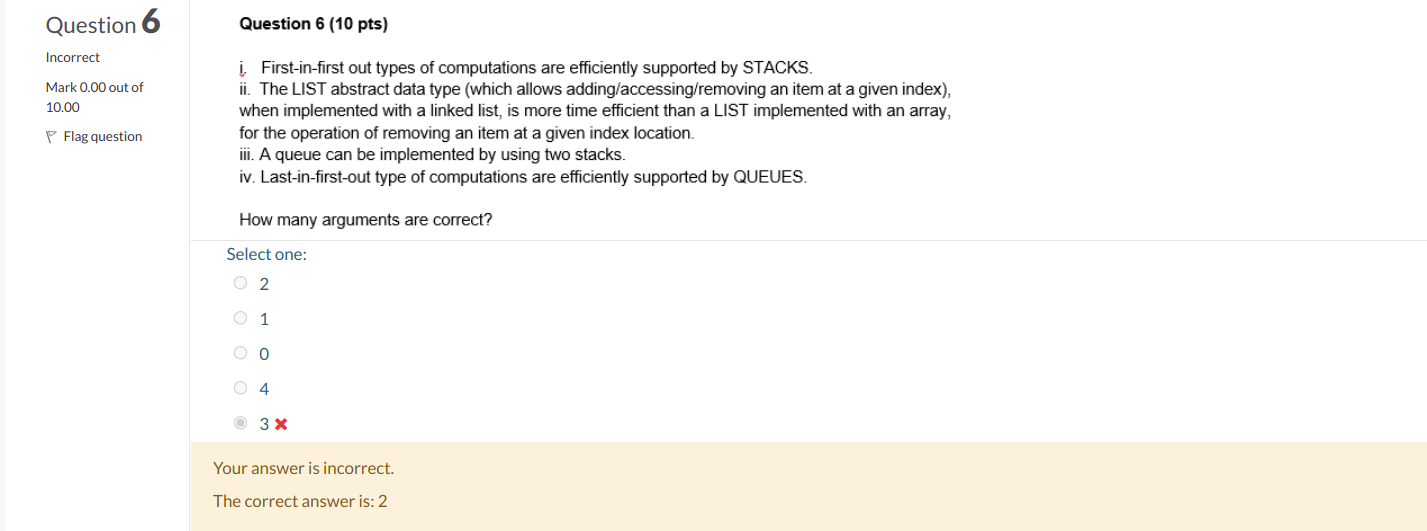 Question 6
Incorrect
Mark 0.00 out of
10.00
Flag question
Question 6 (10 pts)
i. First-in-first out types of computations are efficiently supported by STACKS.
ii. The LIST abstract data type (which allows adding/accessing/removing an item at a given index),
when implemented with a linked list, is more time efficient than a LIST implemented with an array,
for the operation of removing an item at a given index location.
iii. A queue can be implemented by using two stacks.
iv. Last-in-first-out type of computations are efficiently supported by QUEUES.
How many arguments are correct?
Select one:
2
1
0
4
3
Your answer is incorrect.
The correct answer is: 2